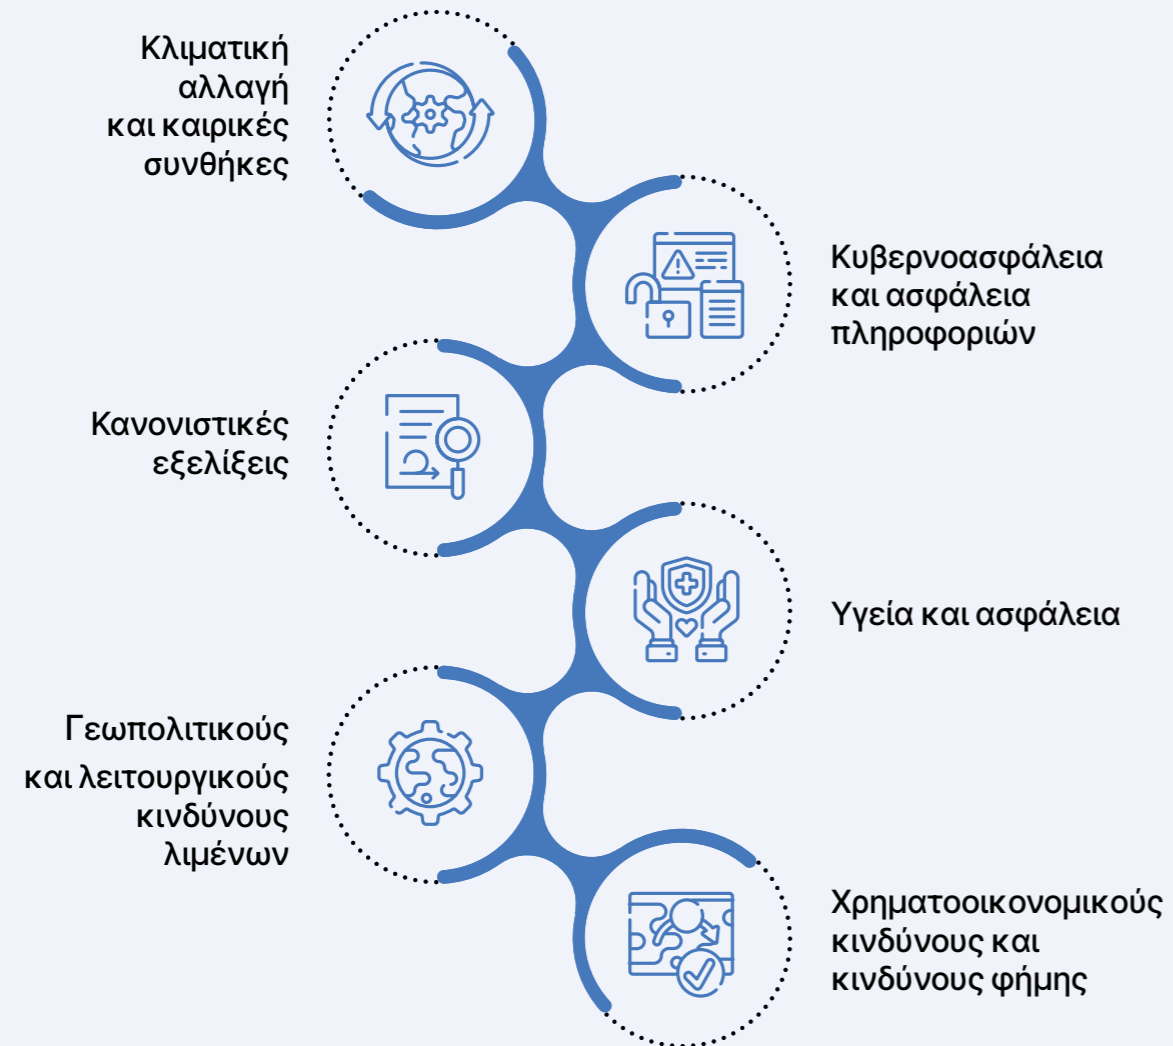 Κλιματική
αλλαγή
και καιρικές
συνθήκες
Κυβερνοασφάλεια
και ασφάλεια
πληροφοριών
Κανονιστικές
εξελίξεις
Υγεία και ασφάλεια
Γεωπολιτικούς
και λειτουργικούς
κινδύνους
λιμένων
Χρηματοοικονομικούς
κινδύνους και
κινδύνους φήμης